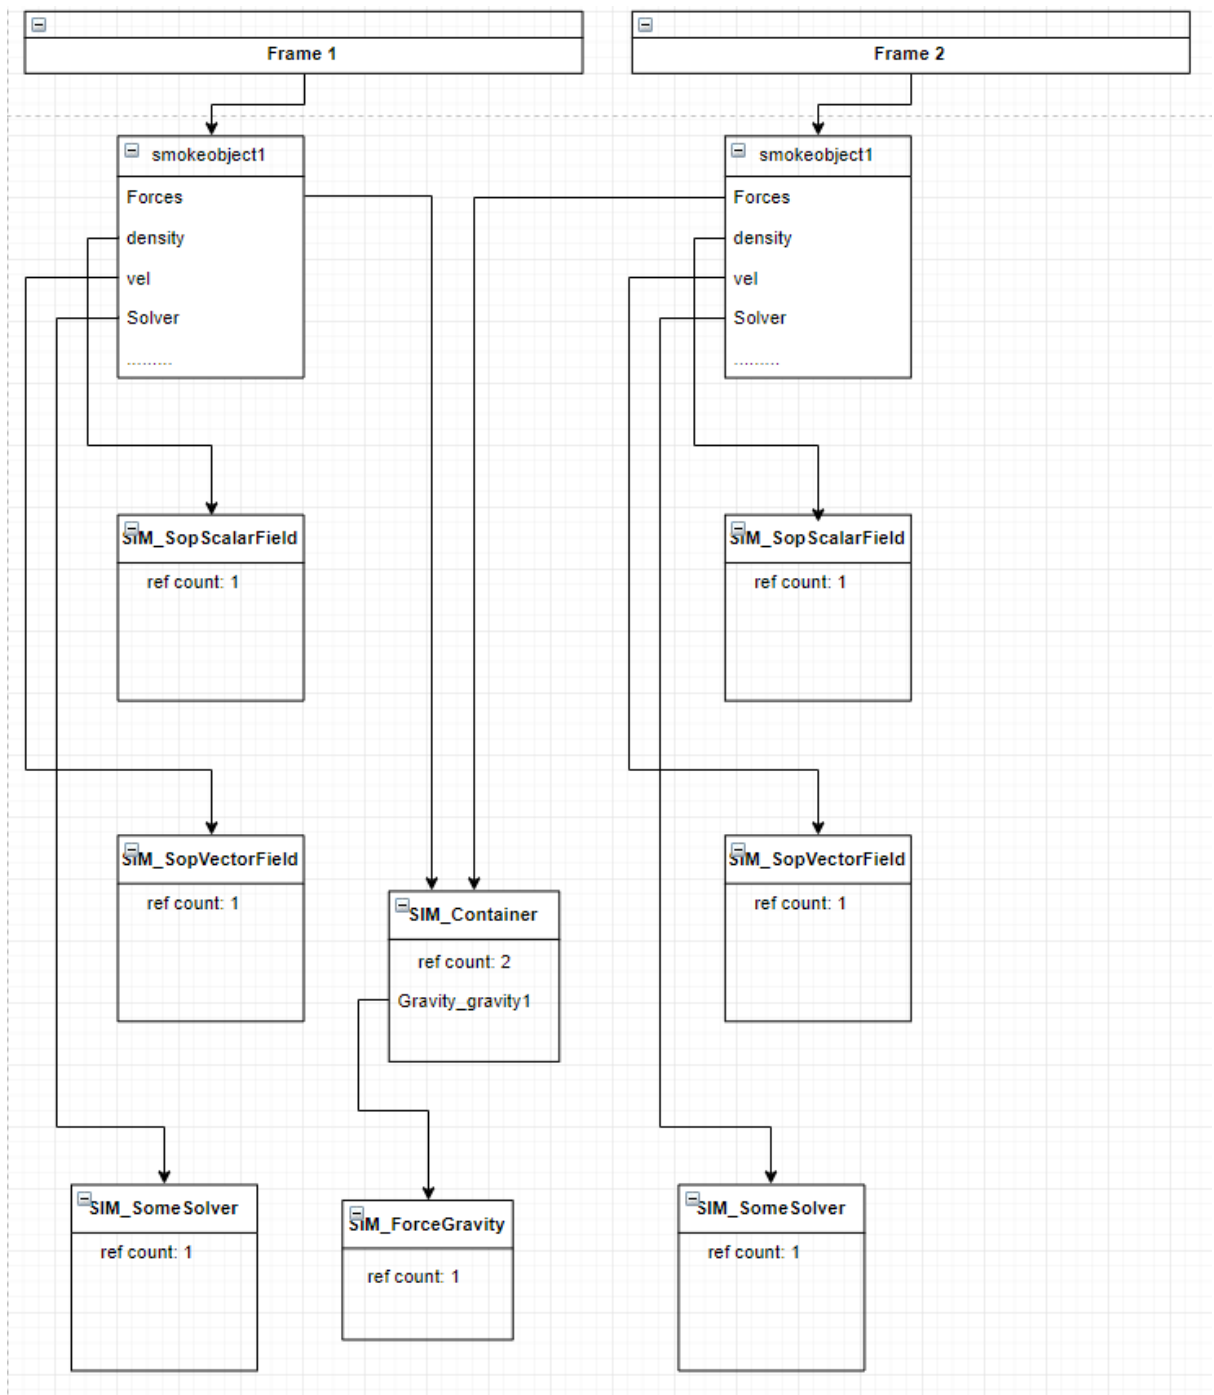 Frame 1
Frame 2
smokeobject1
Forces
density
vel
Solver
.........
smokeobject1
Forces
density
vel
Solver
.........
SIM_SopScalarField
ref count: 1
SIM_SopScalarField
ref count: 1
SIM_SopVectorField
ref count: 1
SIM_Container
ref count: 2
Gravity_gravity1
SIM_SopVectorField
ref count: 1
SIM_SomeSolver
ref count: 1
SIM_ForceGravity
ref count: 1
SIM_SomeSolver
ref count: 1